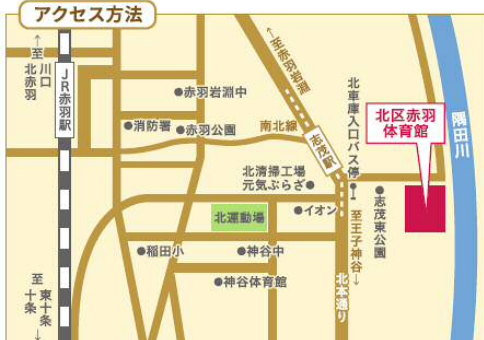 アクセス方法
←至 川口
北赤羽
JR赤羽駅
←至赤羽岩淵
赤羽岩淵中
消防署
赤羽公園
南北線
志茂駅
北車庫入口バス停
北区赤羽
体育館
隅田川
北清掃工場
元気ぷらざ
イオン
志茂東公園
北運動場
至王子神谷→
稲田小
神谷中
神谷体育館
北本通り
至 東十条
十条→